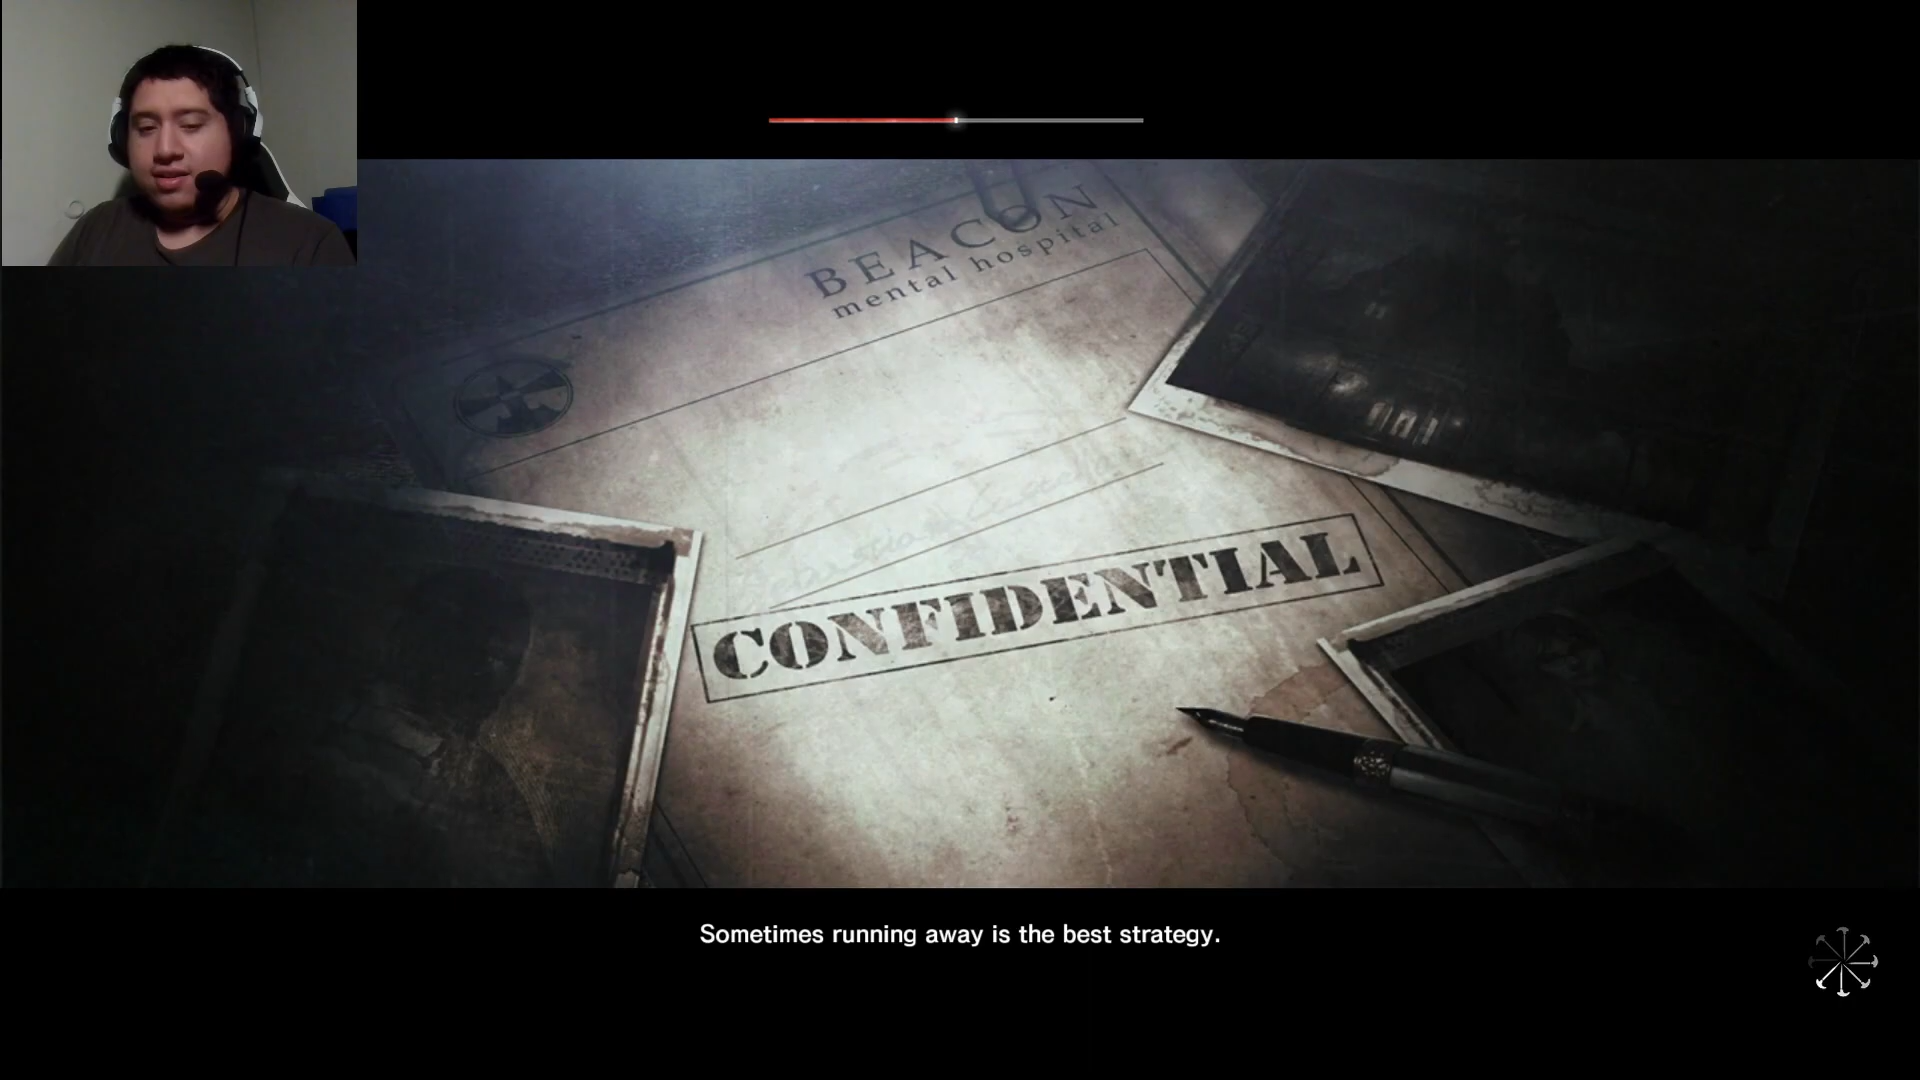 BEACON
mental hospital
CONFIDENTIAL
Sometimes running away is the best strategy.